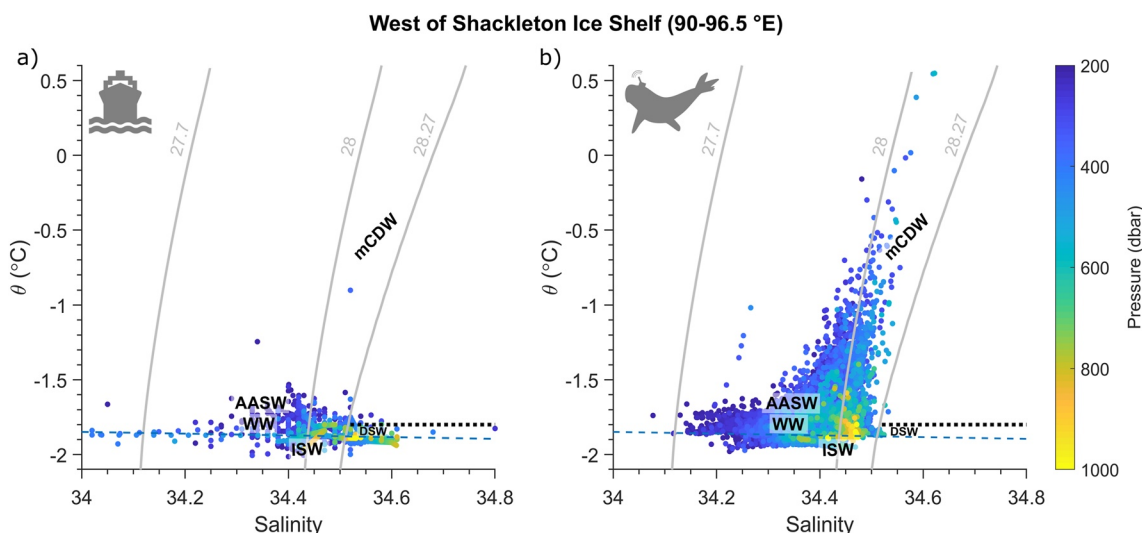 West of Shackleton Ice Shelf (90-96.5 °E)
a)
0.5
0
-0.5
-1
-1.5
-2
θ (°C)
27.7
28
28.27
mCDW
AASW
WW
ISW
DSW
34
34.2
34.4
34.6
34.8
Salinity
b)
0.5
0
-0.5
-1
-1.5
-2
θ (°C)
27.7
28
28.27
mCDW
AASW
WW
ISW
DSW
34
34.2
34.4
34.6
34.8
Salinity
200
400
600
800
1000
Pressure (dbar)